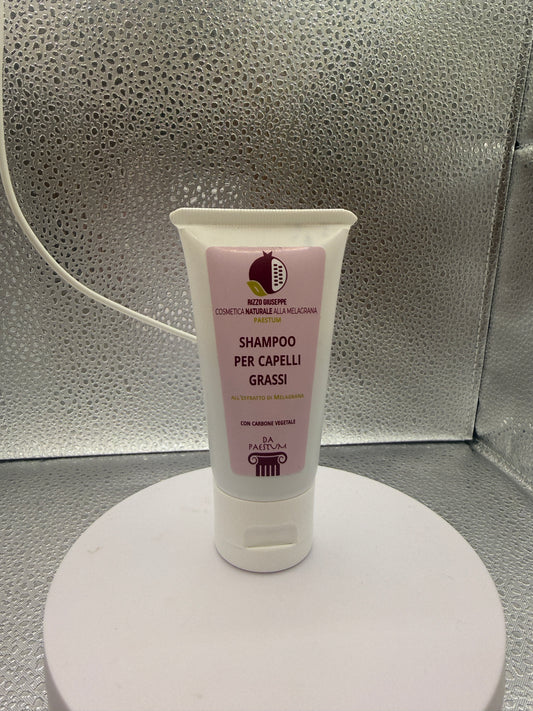 RIZZO GIUSEPPE
COSMETICA NATURALE ALLA MELAGRANA
PAESTUM
SHAMPOO
PER CAPELLI
GRASSI
ALL'ESTRATTO DI MELAGRANA
CON CARBONE VEGETALE
DA
PAESTUM